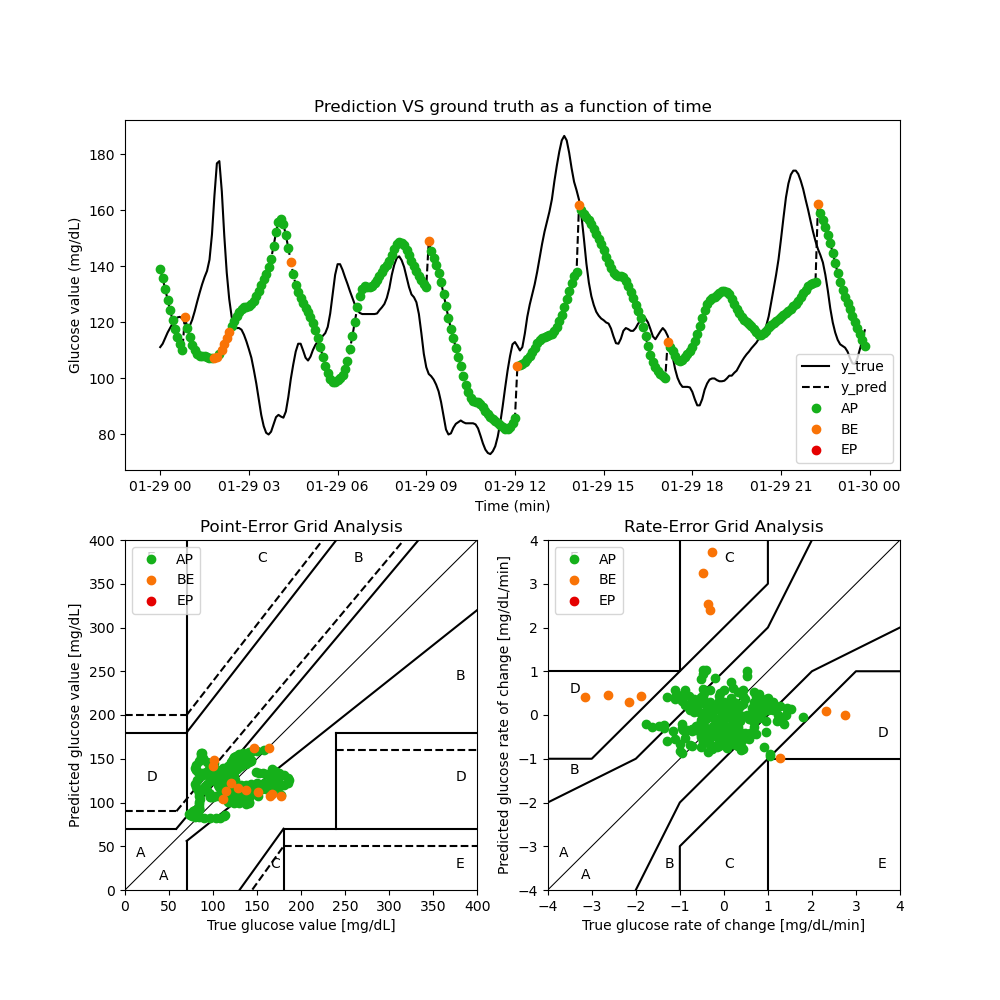 Prediction VS ground truth as a function of time
Glucose value (mg/dL)
180
160
140
120
100
80
y_true
y_pred
AP
BE
EP
01-29 00 01-29 03 01-29 06 01-29 09 01-29 12 01-29 15 01-29 18 01-29 21 01-30 00
Time (min)
Point-Error Grid Analysis
Predicted glucose value [mg/dL]
400
350
300
250
200
150
100
50
0
AP
BE
EP
C B
B
D D
A
A
C E
0 50 100 150 200 250 300 350 400
True glucose value [mg/dL]
Rate-Error Grid Analysis
Predicted glucose rate of change [mg/dL/min]
4
3
2
1
0
−1
−2
−3
−4
AP
BE
EP
C
D
D
B
A
A
B C E
−4 −3 −2 −1 0 1 2 3 4
True glucose rate of change [mg/dL/min]